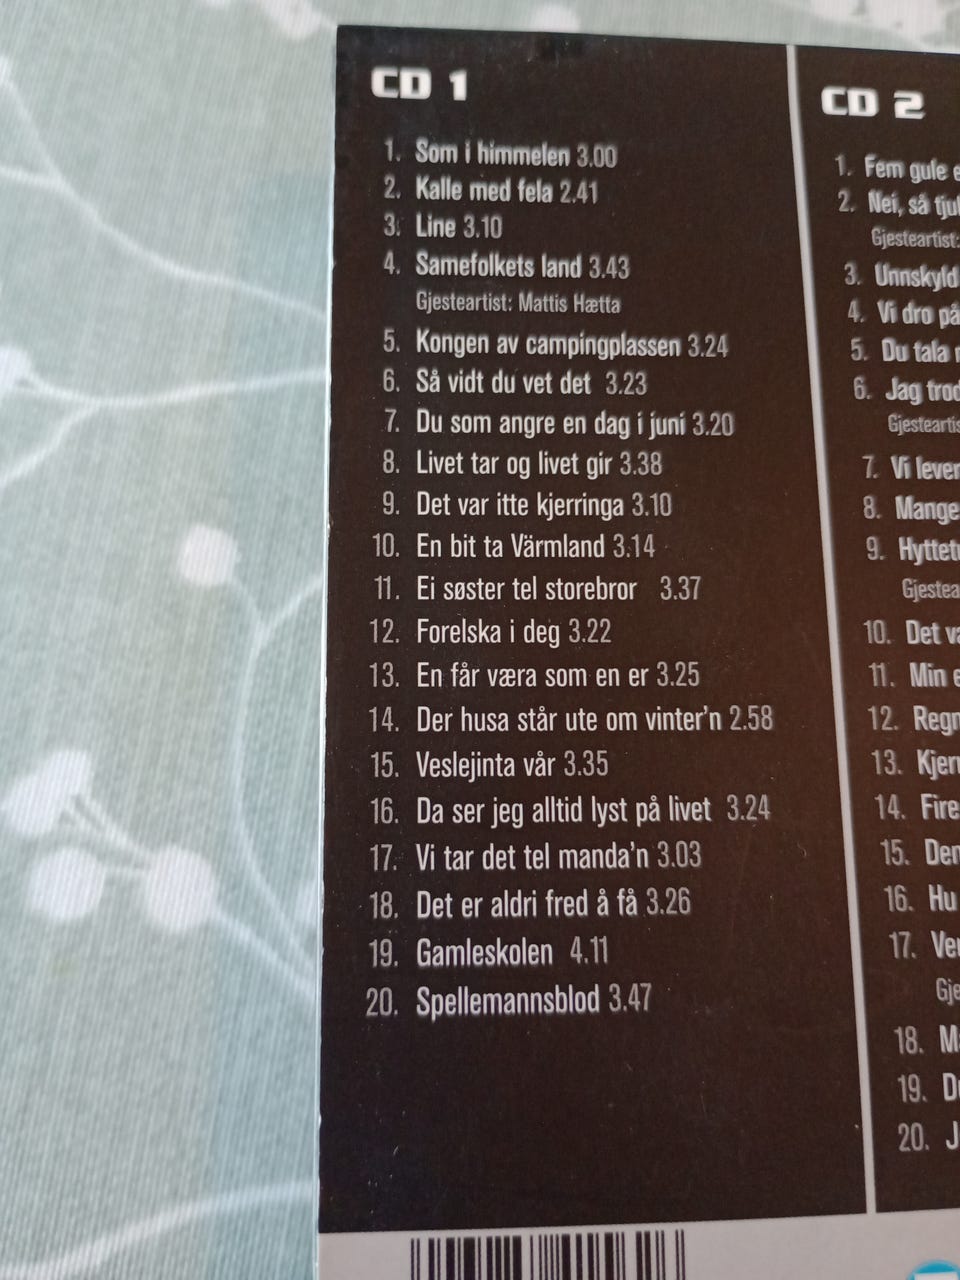 CD 1
1. Som i himmelen 3.00
2. Kalle med fela 2.41
3. Line 3.10
4. Samefolkets land 3.43
Gjesteartist: Mattis Hætta
5. Kongen av campingplassen 3.24
6. Så vidt du vet det 3.23
7. Du som angre en dag i juni 3.20
8. Livet tar og livet gir 3.38
9. Det var itte kjerringa 3.10
10. En bit ta Värmland 3.14
11. Ei søster tel storebror 3.37
12. Forelska i deg 3.22
13. En får væra som en er 3.25
14. Der husa står ute om vinter'n 2.58
15. Veslejinta vår 3.35
16. Da ser jeg alltid lyst på livet 3.24
17. Vi tar det tel manda'n 3.03
18. Det er aldri fred å få 3.26
19. Gamleskolen 4.11
20. Spellemannsblod 3.47
CD 2
1. Fem gule
2. Nei, så
Gjesteartist:
3. Unnskyld
4. Vi dro på
5. Du tala
6. Jag
7. Vi
8. Mange
9.
10. Det
11. Min
12.
13.
14. Fire
15.
16. Hu
17.
18.
19.
20.